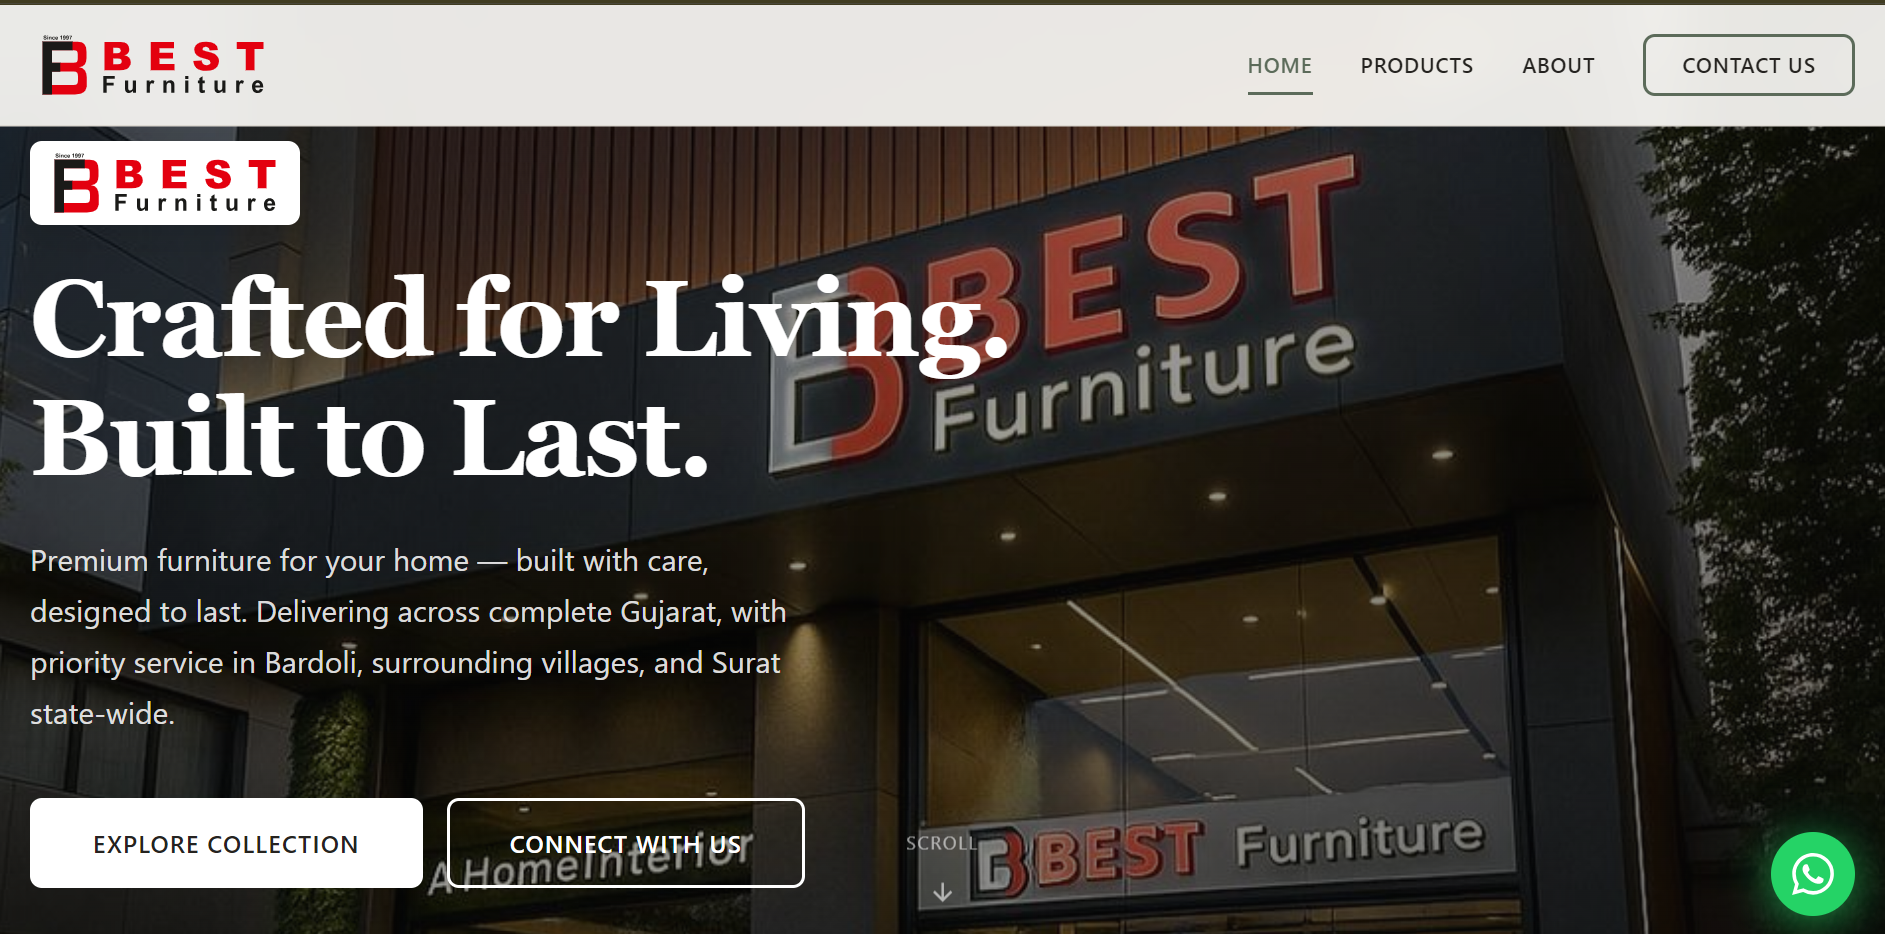 Since 1997
BEST
Furniture
HOME
PRODUCTS
ABOUT
CONTACT US
Since 1997
BEST
Furniture
BEST
Furniture
Crafted for Living.
Built to Last.
Premium furniture for your home — built with care,
designed to last. Delivering across complete Gujarat, with
priority service in Bardoli, surrounding villages, and Surat
state-wide.
EXPLORE COLLECTION
CONNECT WITH US
A Home Interior
SCROLL
BEST Furniture